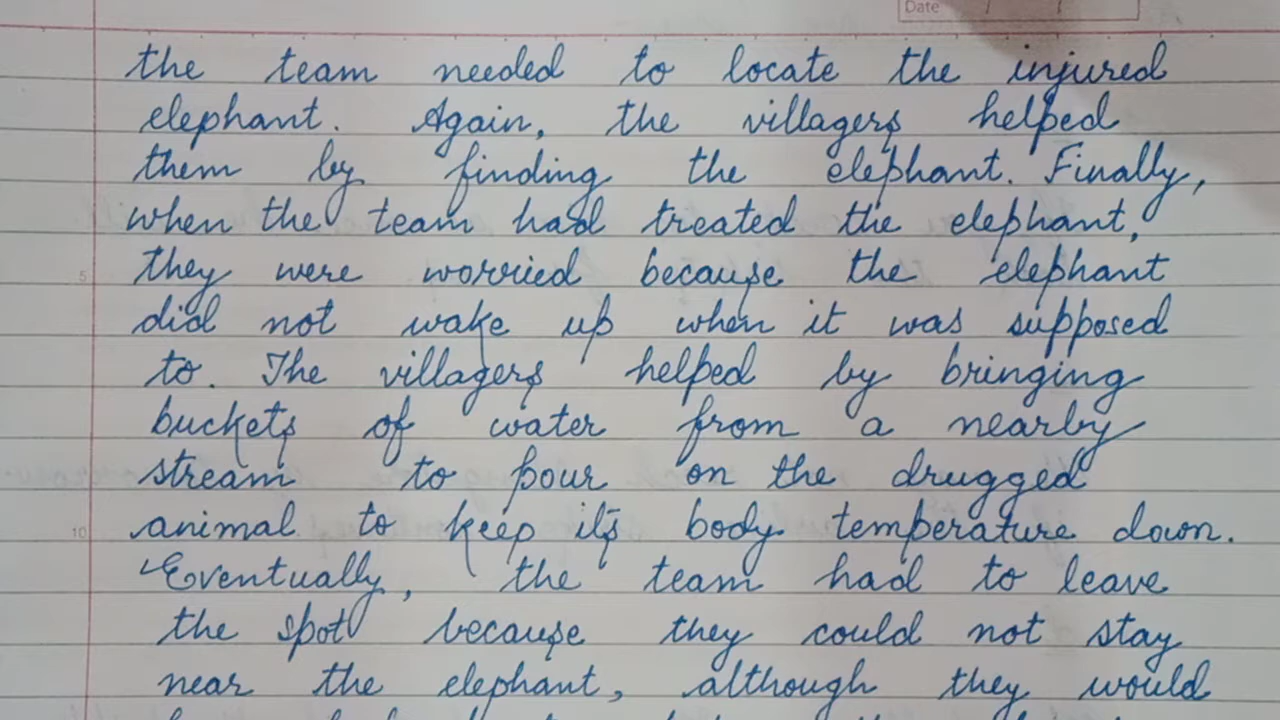 Date
the team needed to locate the injured
elephant. Again, the villagers helped
them by finding the elephant. Finally,
when the team had treated the elephant,
5 they were worried because the elephant
did not wake up when it was supposed
to. The villagers helped by bringing
buckets of water from a nearby
stream to pour on the drugged
10 animal to keep its body temperature down.
Eventually, the team had to leave
the spot because they could not stay
near the elephant, although they would